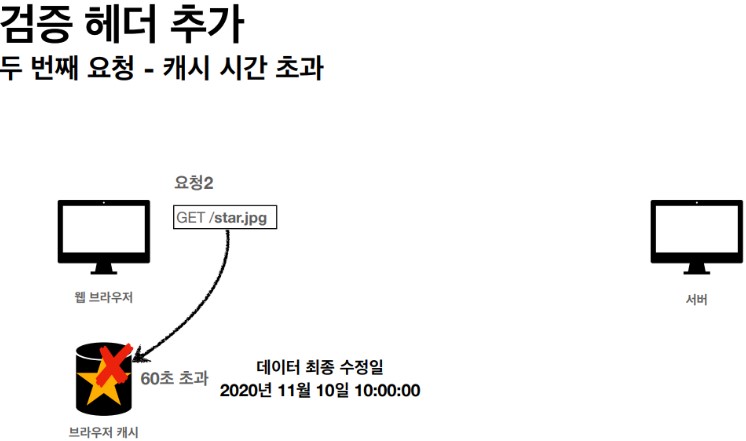 검증 헤더 추가
두 번째 요청 - 캐시 시간 초과
요청2
GET /star.jpg
웹 브라우저
서버
60초 초과
데이터 최종 수정일
2020년 11월 10일 10:00:00
브라우저 캐시